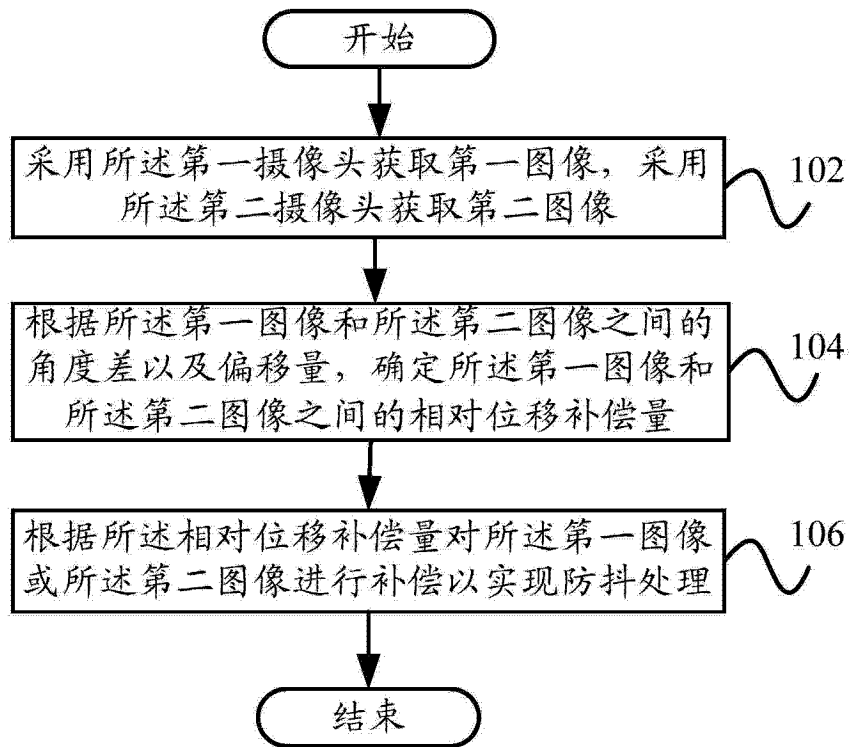 开始
采用所述第一摄像头获取第一图像，采用
所述第二摄像头获取第二图像
102
根据所述第一图像和所述第二图像之间的
角度差以及偏移量，确定所述第一图像和
所述第二图像之间的相对位移补偿量
104
根据所述相对位移补偿量对所述第一图像
或所述第二图像进行补偿以实现防抖处理
106
结束